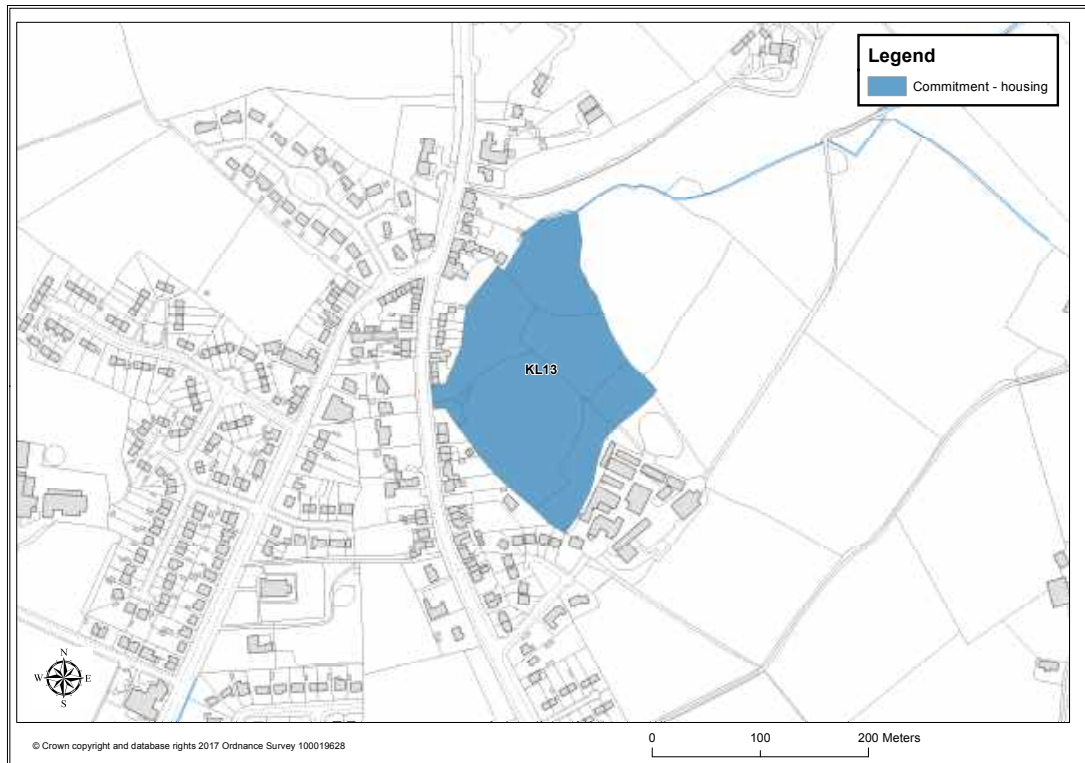 Legend
Commitment - housing
KL13
N
W E
S
© Crown copyright and database rights 2017 Ordnance Survey 100019628
0 100 200 Meters